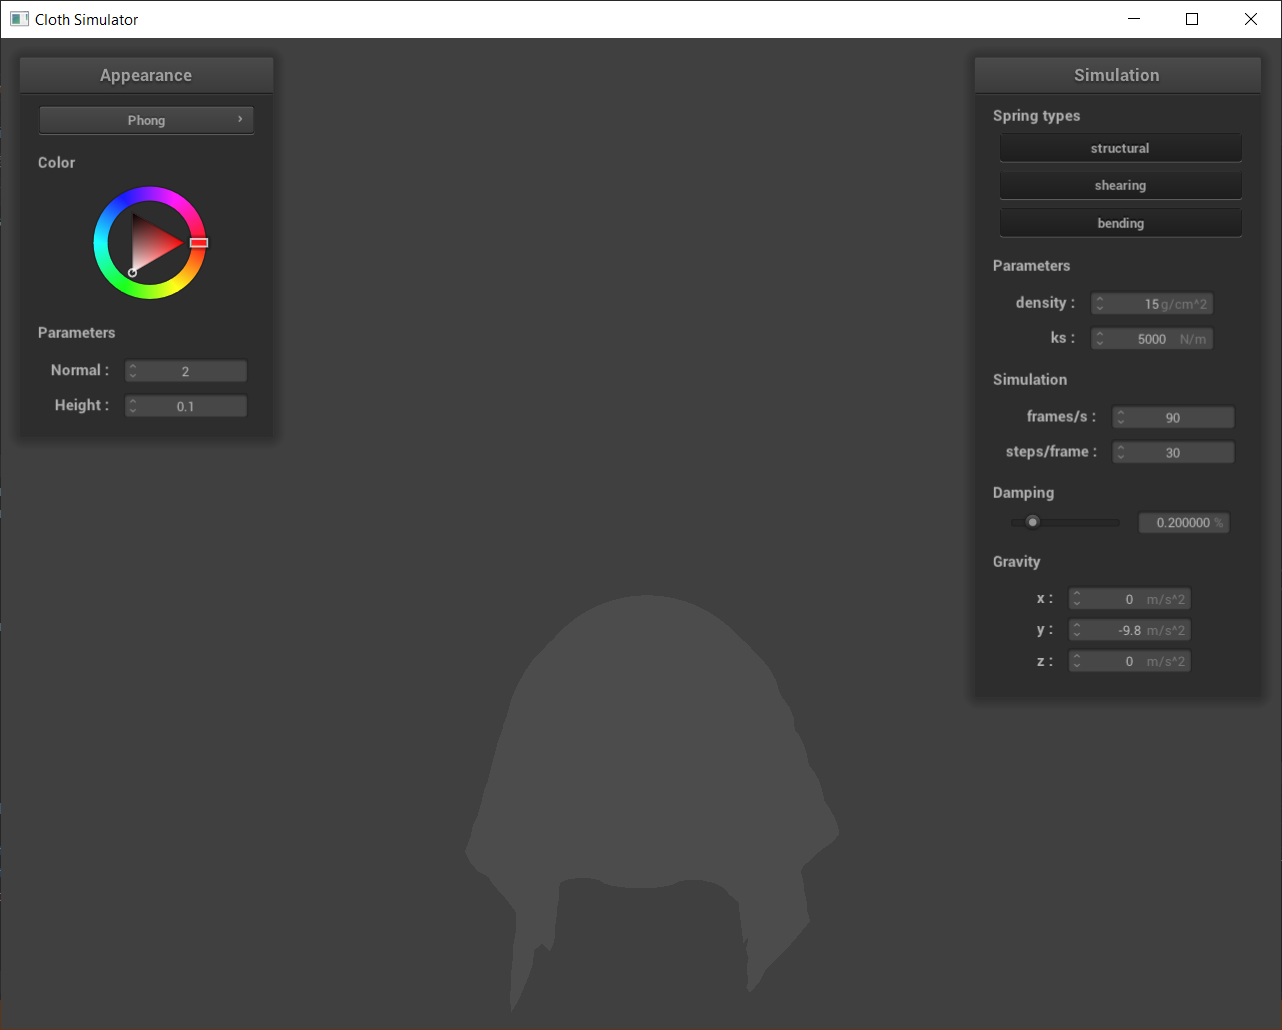 Cloth Simulator
Appearance
Phong
Color
Parameters
Normal : 2
Height : 0.1
Simulation
Spring types
structural
shearing
bending
Parameters
density : 15 g/cm^2
ks : 5000 N/m
Simulation
frames/s : 90
steps/frame : 30
Damping
0.200000 %
Gravity
x : 0 m/s^2
y : -9.8 m/s^2
z : 0 m/s^2